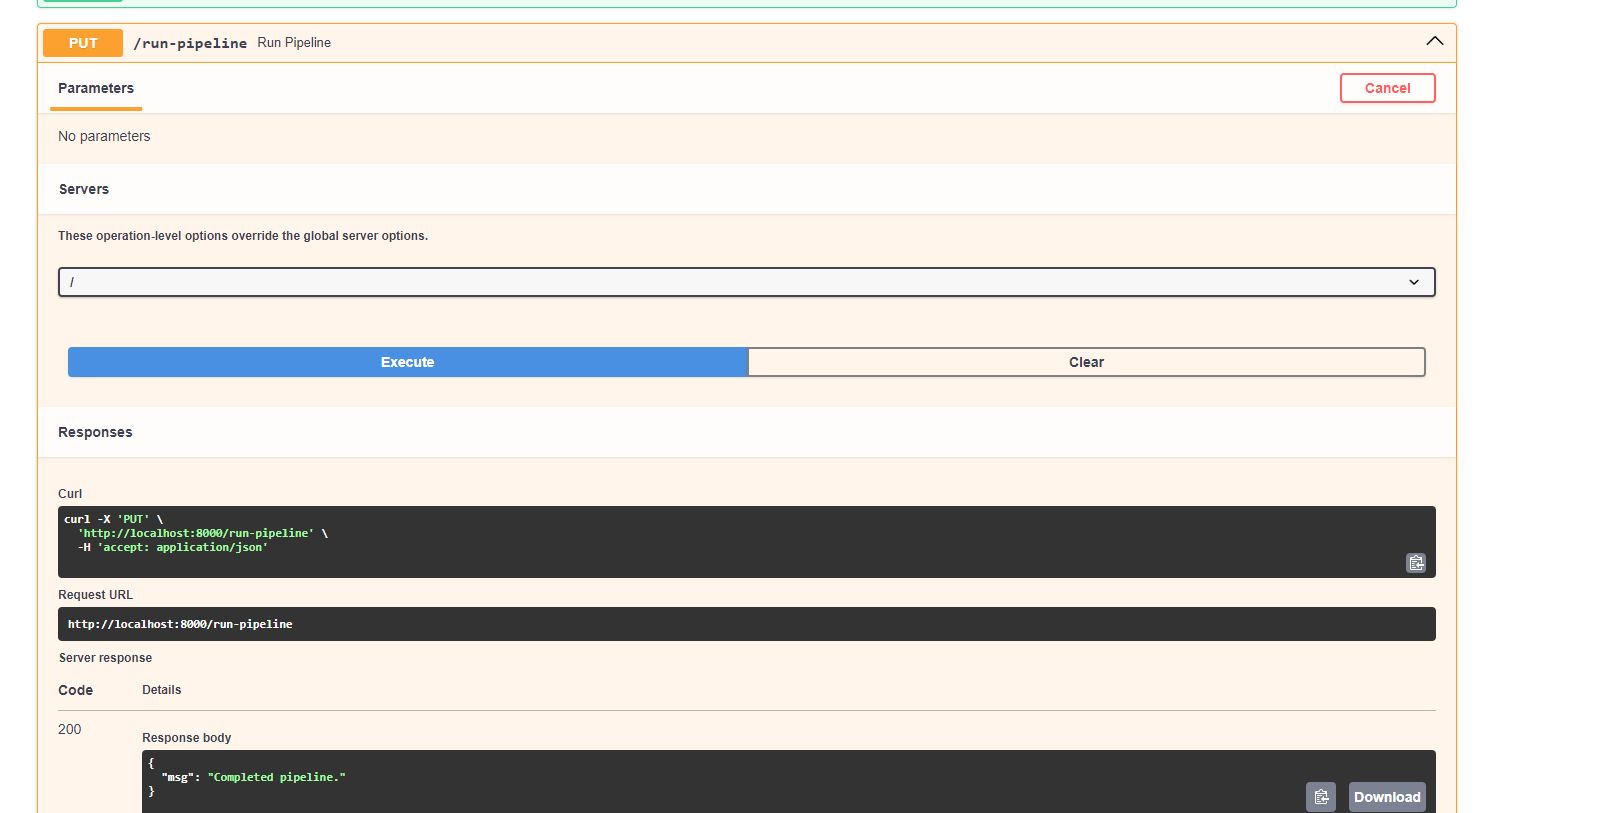 PUT /run-pipeline Run Pipeline
Parameters Cancel
No parameters
Servers
These operation-level options override the global server options.
/
Execute Clear
Responses
Curl
curl -X 'PUT' \
  'http://localhost:8000/run-pipeline' \
  -H 'accept: application/json'
Request URL
http://localhost:8000/run-pipeline
Server response
Code Details
200
Response body
{
  "msg": "Completed pipeline."
}
Download